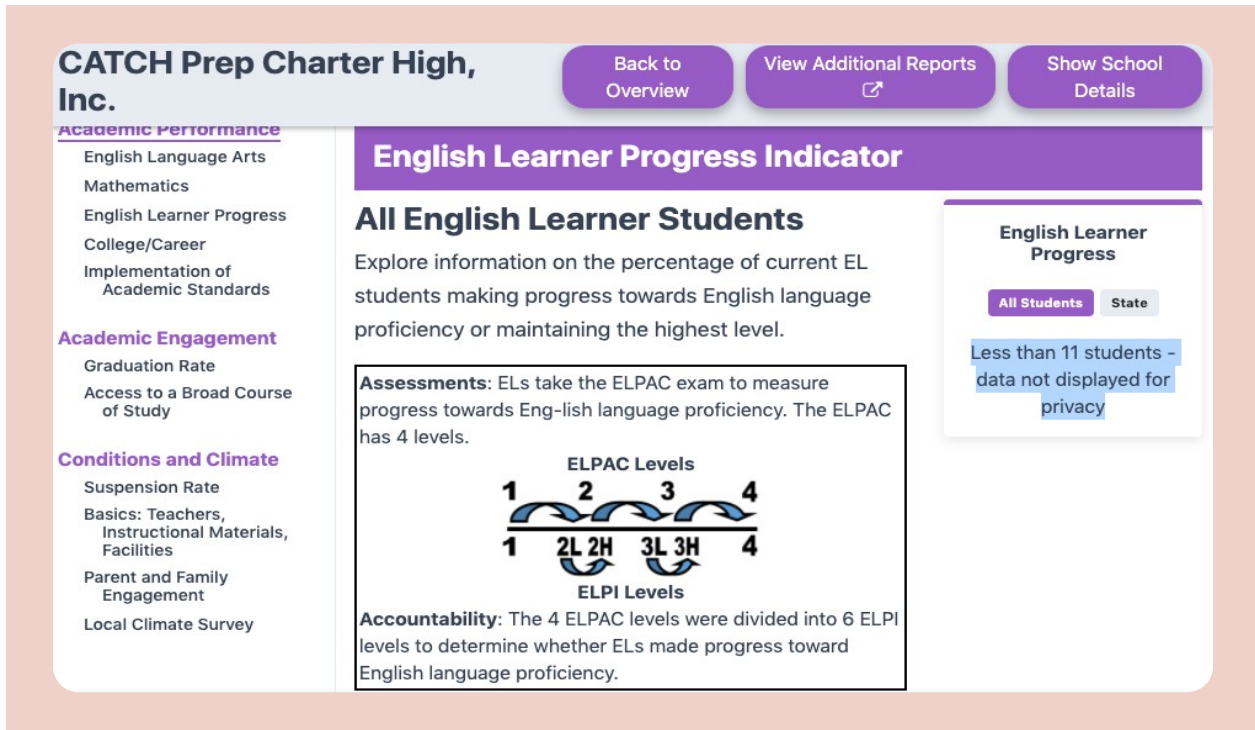 CATCH Prep Charter High,
Inc.
Back to
Overview
View Additional Reports
Show School
Details
Academic Performance
English Language Arts
Mathematics
English Learner Progress
College/Career
Implementation of
Academic Standards
Academic Engagement
Graduation Rate
Access to a Broad Course
of Study
Conditions and Climate
Suspension Rate
Basics: Teachers,
Instructional Materials,
Facilities
Parent and Family
Engagement
Local Climate Survey
English Learner Progress Indicator
All English Learner Students
Explore information on the percentage of current EL
students making progress towards English language
proficiency or maintaining the highest level.
Assessments: ELs take the ELPAC exam to measure
progress towards Eng-lish language proficiency. The ELPAC
has 4 levels.
ELPAC Levels
1 2 3 4
1 2L 2H 3L 3H 4
ELPI Levels
Accountability: The 4 ELPAC levels were divided into 6 ELPI
levels to determine whether ELs made progress toward
English language proficiency.
English Learner
Progress
All Students State
Less than 11 students -
data not displayed for
privacy